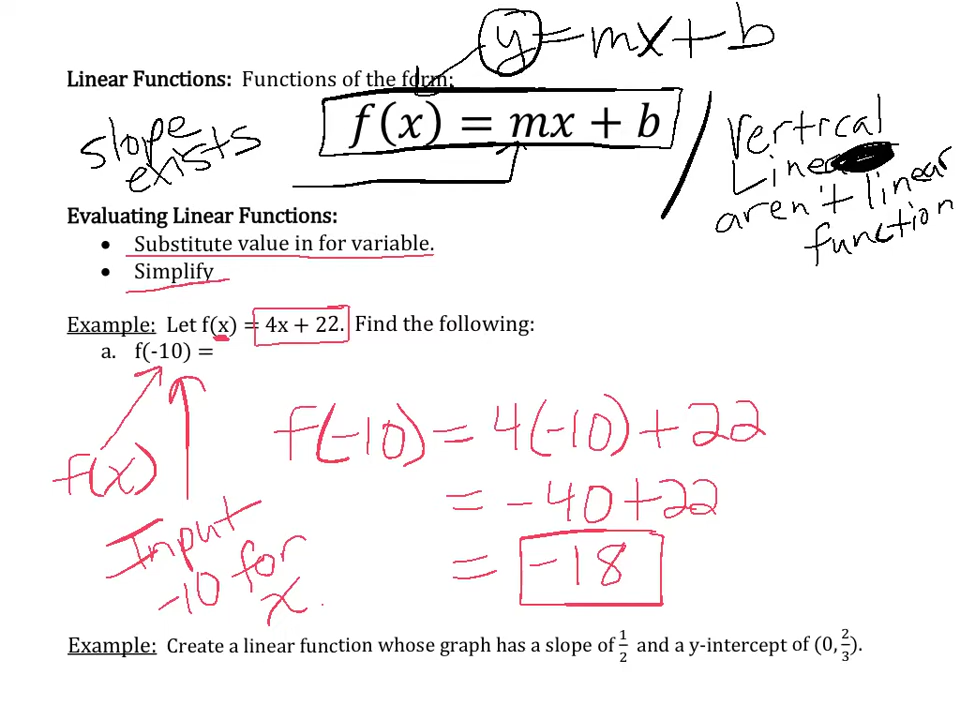 y = mx + b
Linear Functions: Functions of the form:
f(x) = mx + b
slope
exists
Vertical
Line
aren't linear
function
Evaluating Linear Functions:
• Substitute value in for variable.
• Simplify
Example: Let f(x) = 4x + 22. Find the following:
a. f(-10) =
f(x)
Input
-10 for
x.
f(-10) = 4(-10) + 22
= -40 + 22
= -18
Example: Create a linear function whose graph has a slope of 1/2 and a y-intercept of (0, 2/3).